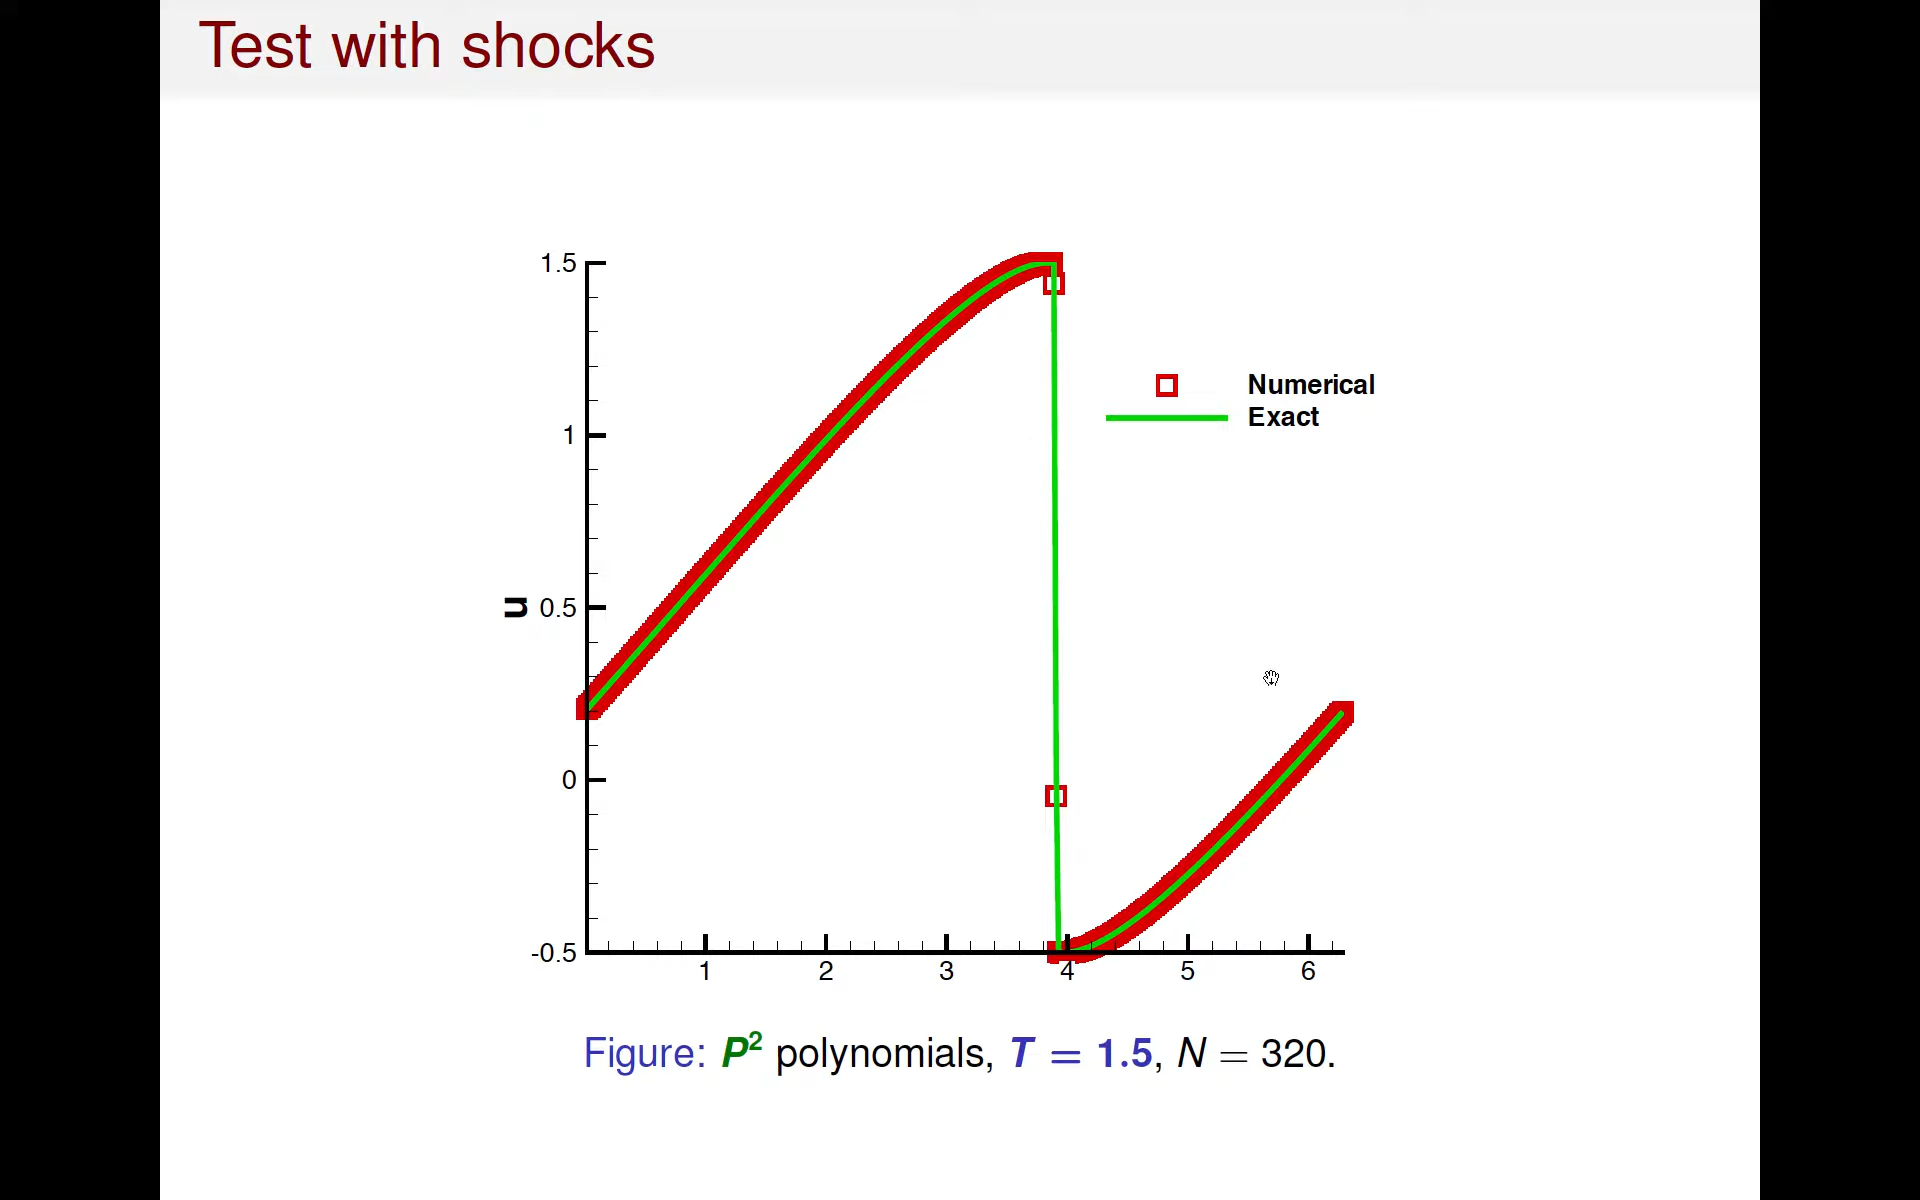 Test with shocks
1.5
1
0.5
0
-0.5
u
1 2 3 4 5 6
Numerical
Exact
Figure: P² polynomials, T = 1.5, N = 320.